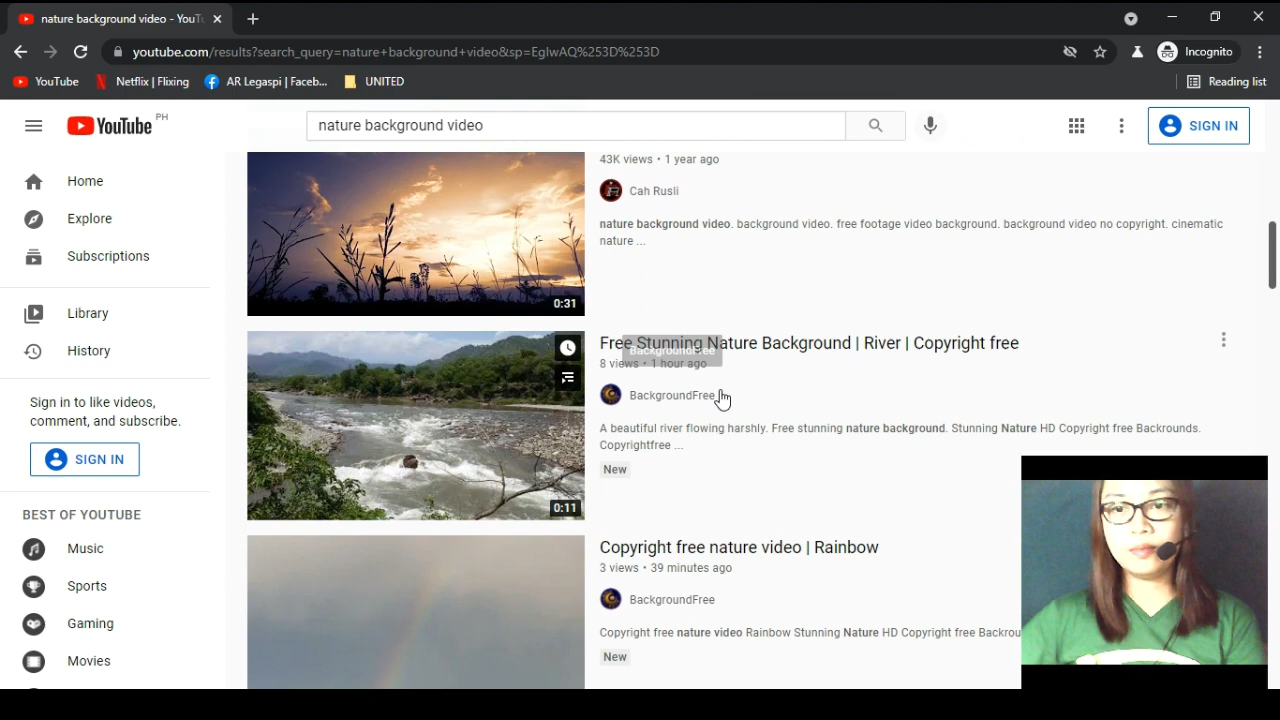 nature background video - YouT
youtube.com/results?search_query=nature+background+video&sp=EgIwAQ%253D%253D
Incognito
YouTube
Netflix | Flixing
AR Legaspi | Faceb...
UNITED
Reading list
YouTube PH
nature background video
SIGN IN
Home
Explore
Subscriptions
Library
History
Sign in to like videos,
comment, and subscribe.
SIGN IN
BEST OF YOUTUBE
Music
Sports
Gaming
Movies
43K views • 1 year ago
Cah Rusli
nature background video. background video. free footage video background. background video no copyright. cinematic
nature ...
0:31
Free Stunning Nature Background | River | Copyright free
BackgroundFree
8 views • 1 hour ago
BackgroundFree
A beautiful river flowing harshly. Free stunning nature background. Stunning Nature HD Copyright free Backrounds.
Copyrightfree ...
New
0:11
Copyright free nature video | Rainbow
3 views • 39 minutes ago
BackgroundFree
Copyright free nature video Rainbow Stunning Nature HD Copyright free Backrou
New